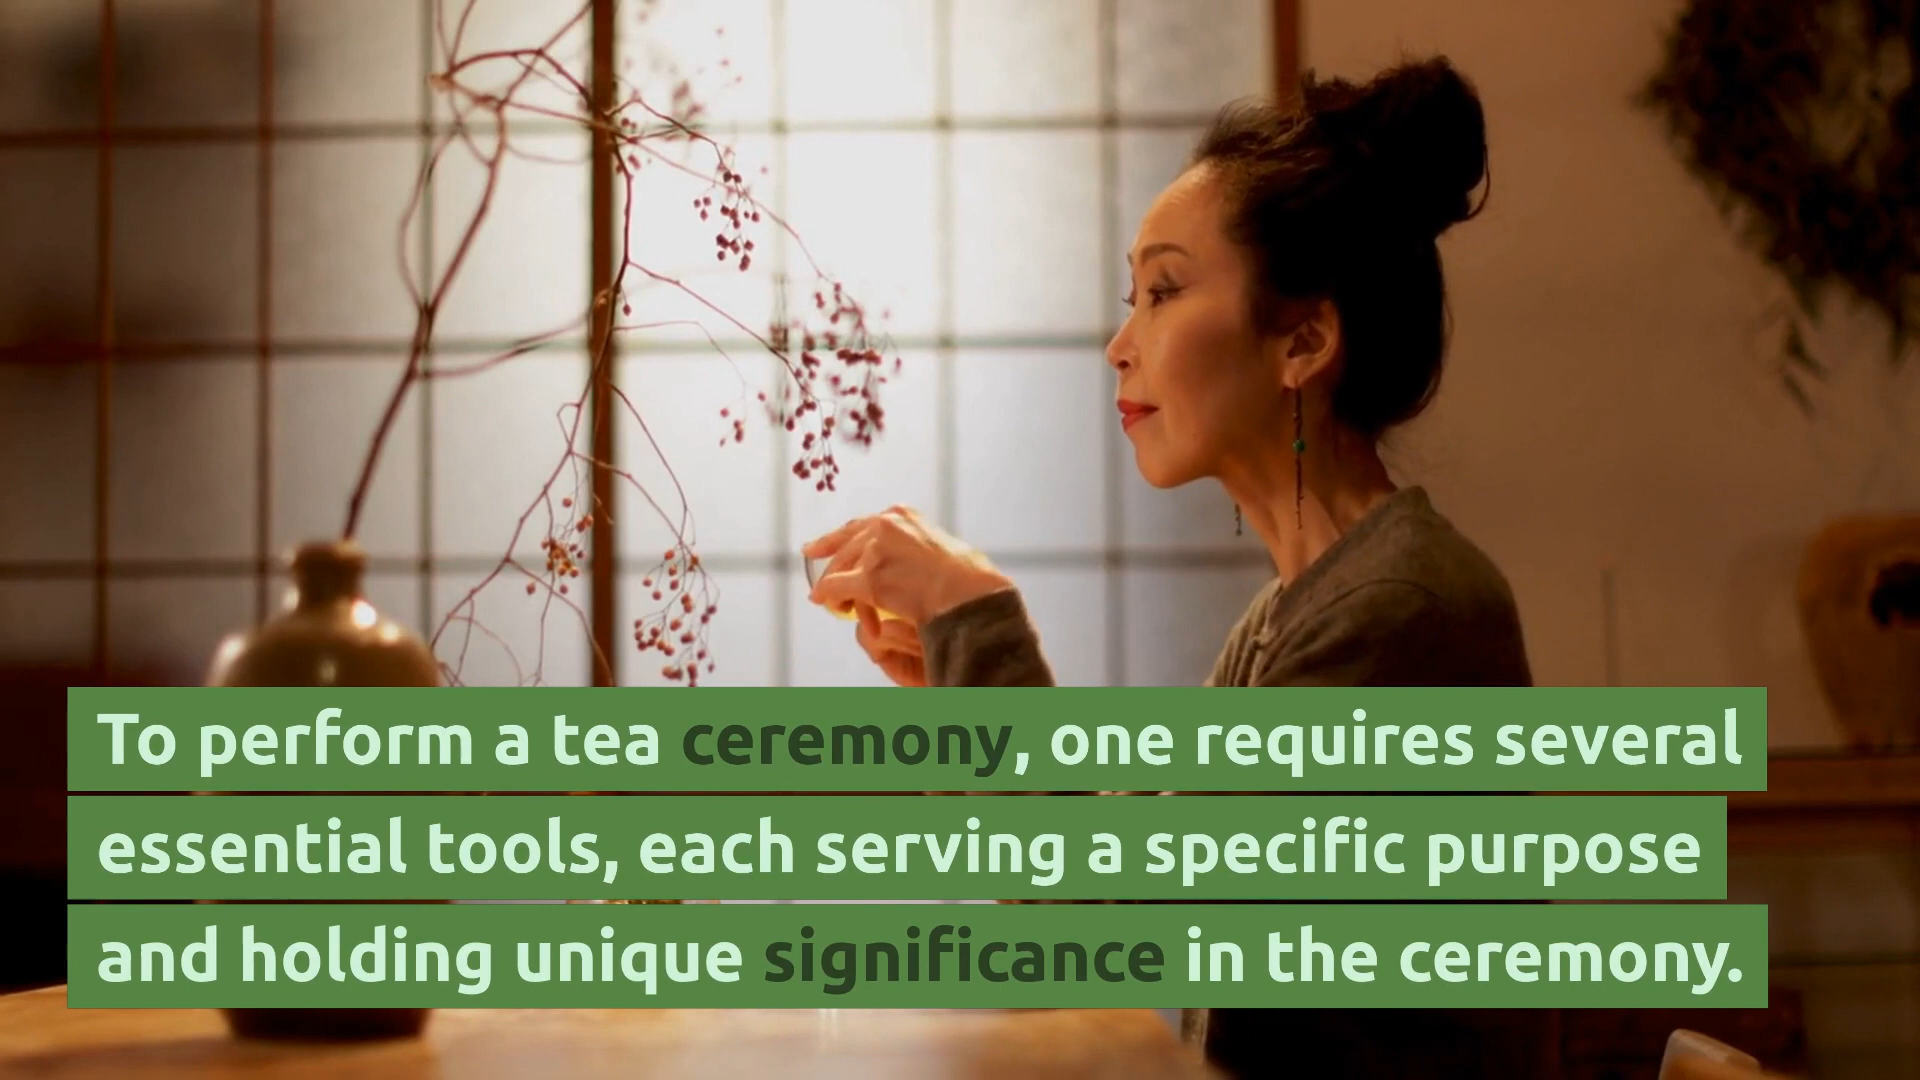 To perform a tea ceremony, one requires several
essential tools, each serving a specific purpose
and holding unique significance in the ceremony.